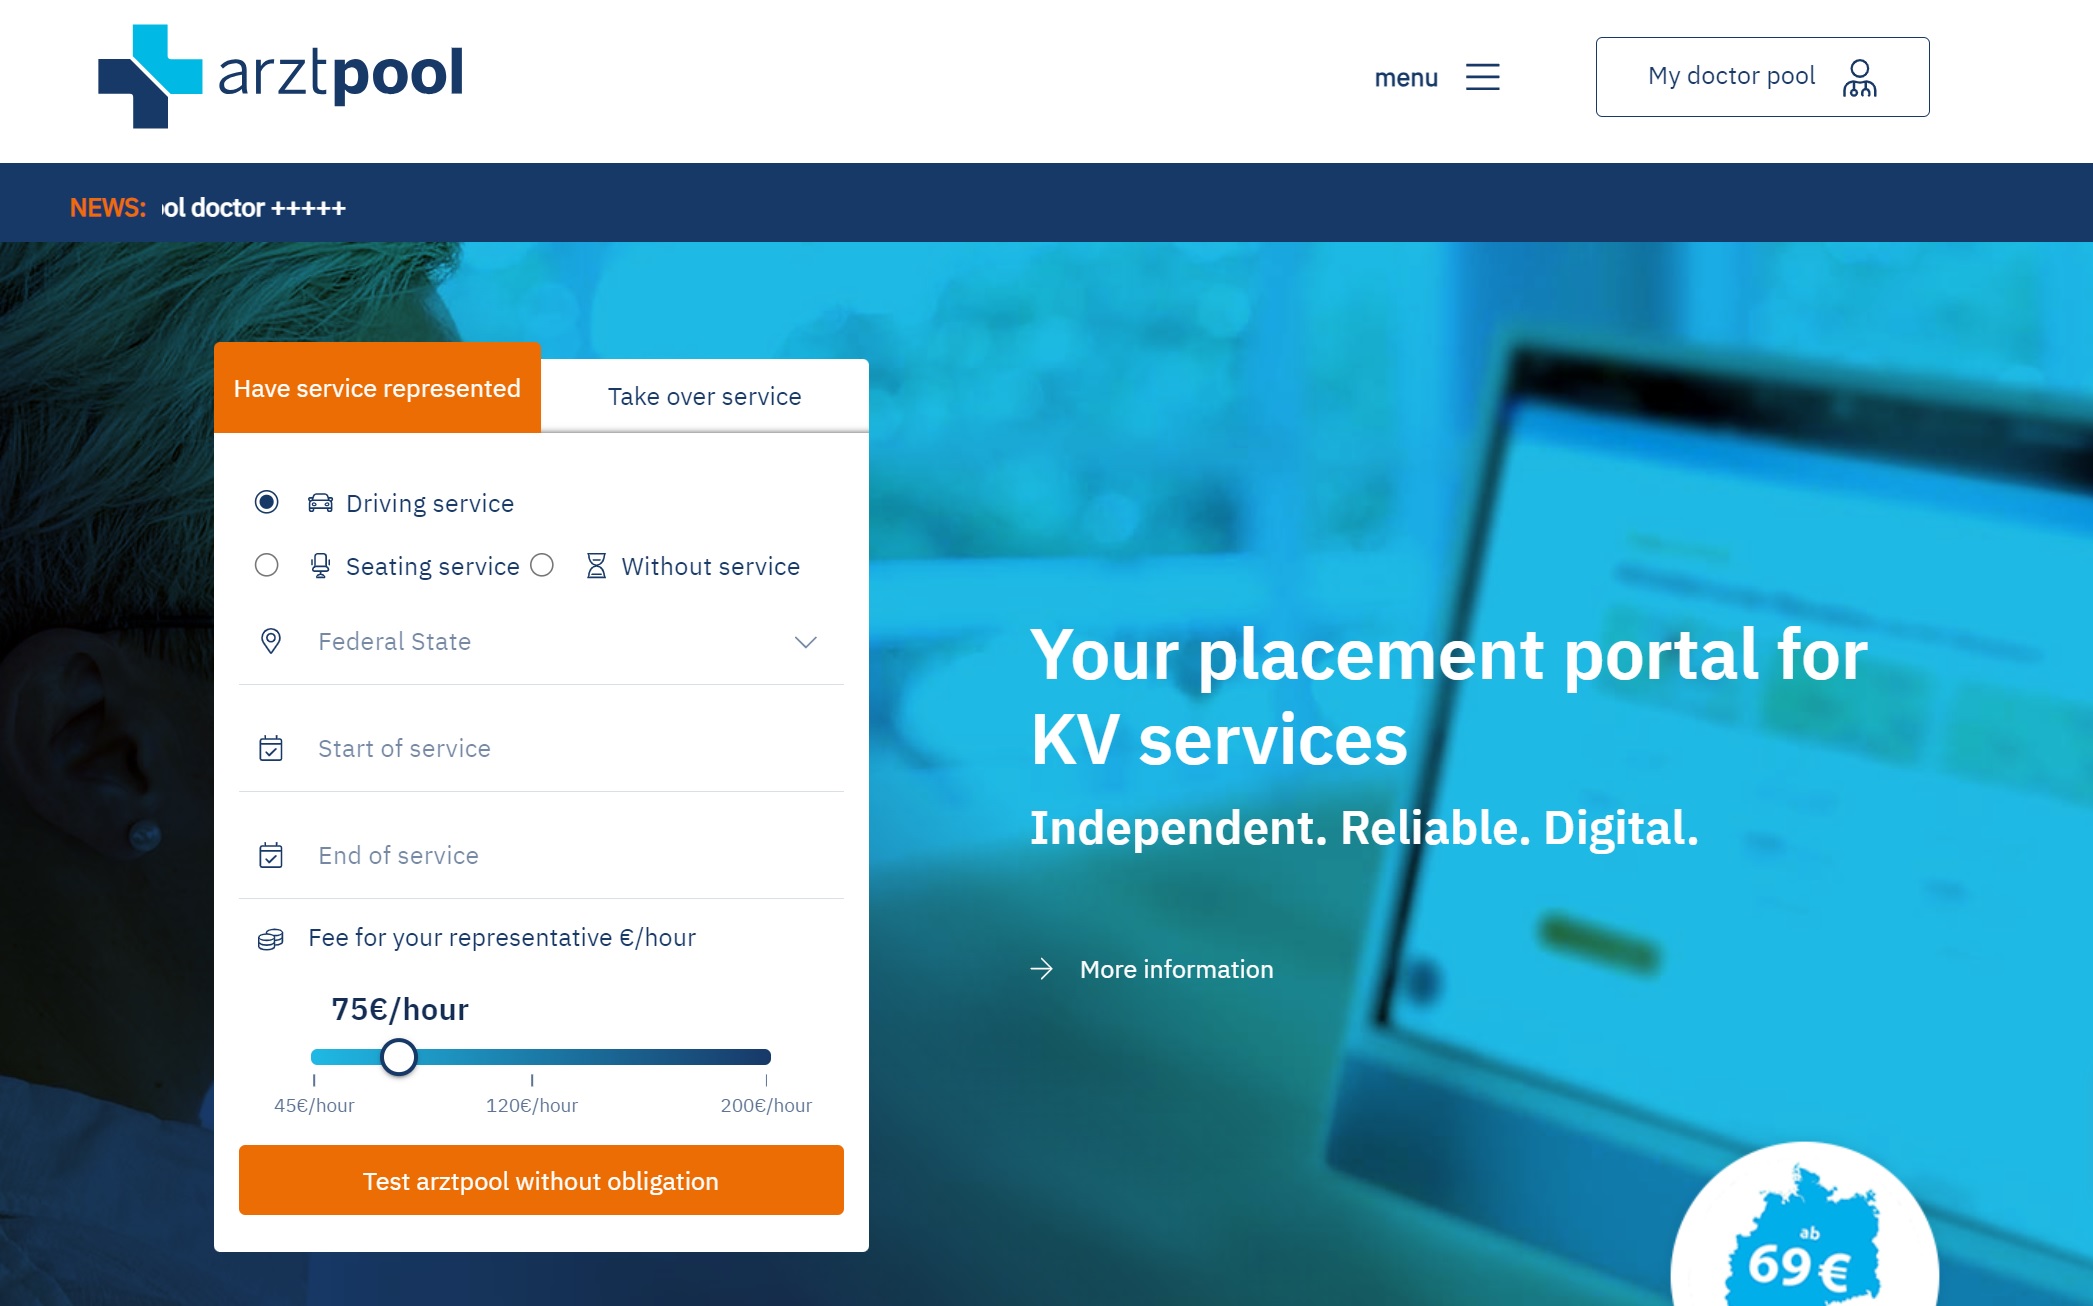 arztpool
menu
My doctor pool
NEWS:
doctor +++++
Have service represented
Take over service
Driving service
Seating service
Without service
Federal State
Start of service
End of service
Fee for your representative €/hour
75€/hour
45€/hour
120€/hour
200€/hour
Test arztpool without obligation
Your placement portal for
KV services
Independent. Reliable. Digital.
More information
ab
69 €